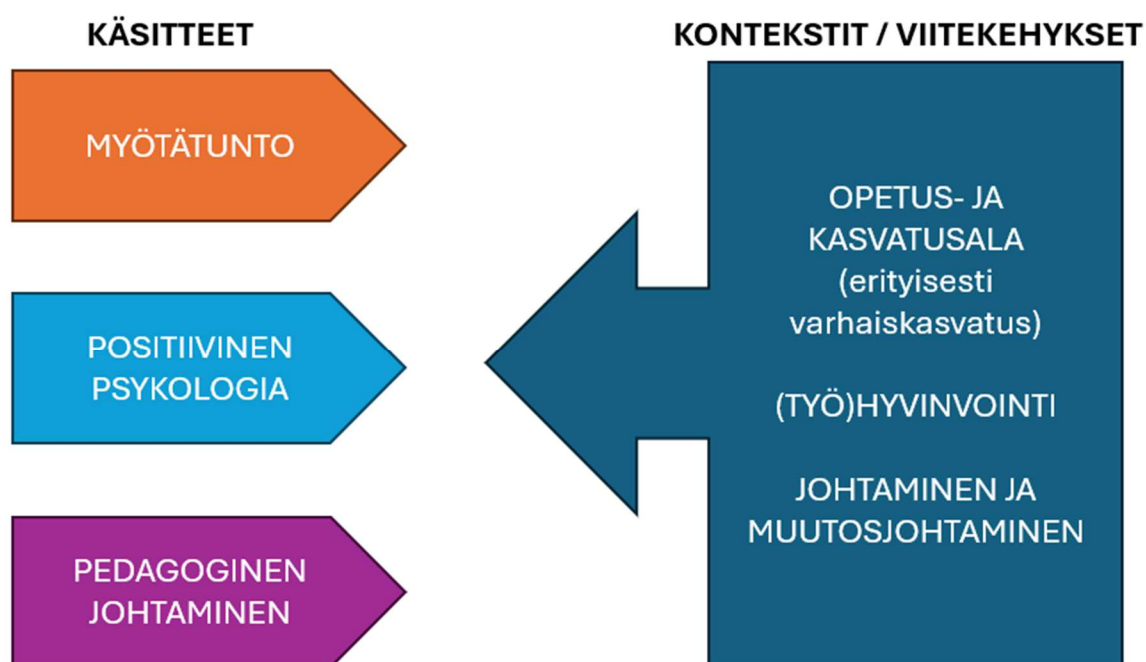 KÄSITTEET
MYÖTÄTUNTO
POSITIIVINEN
PSYKOLOGIA
PEDAGOGINEN
JOHTAMINEN
KONTEKSTIT / VIITEKEHYKSET
OPETUS- JA
KASVATUSALA
(erityisesti
varhaiskasvatus)
(TYÖ)HYVINVOINTI
JOHTAMINEN JA
MUUTOSJOHTAMINEN